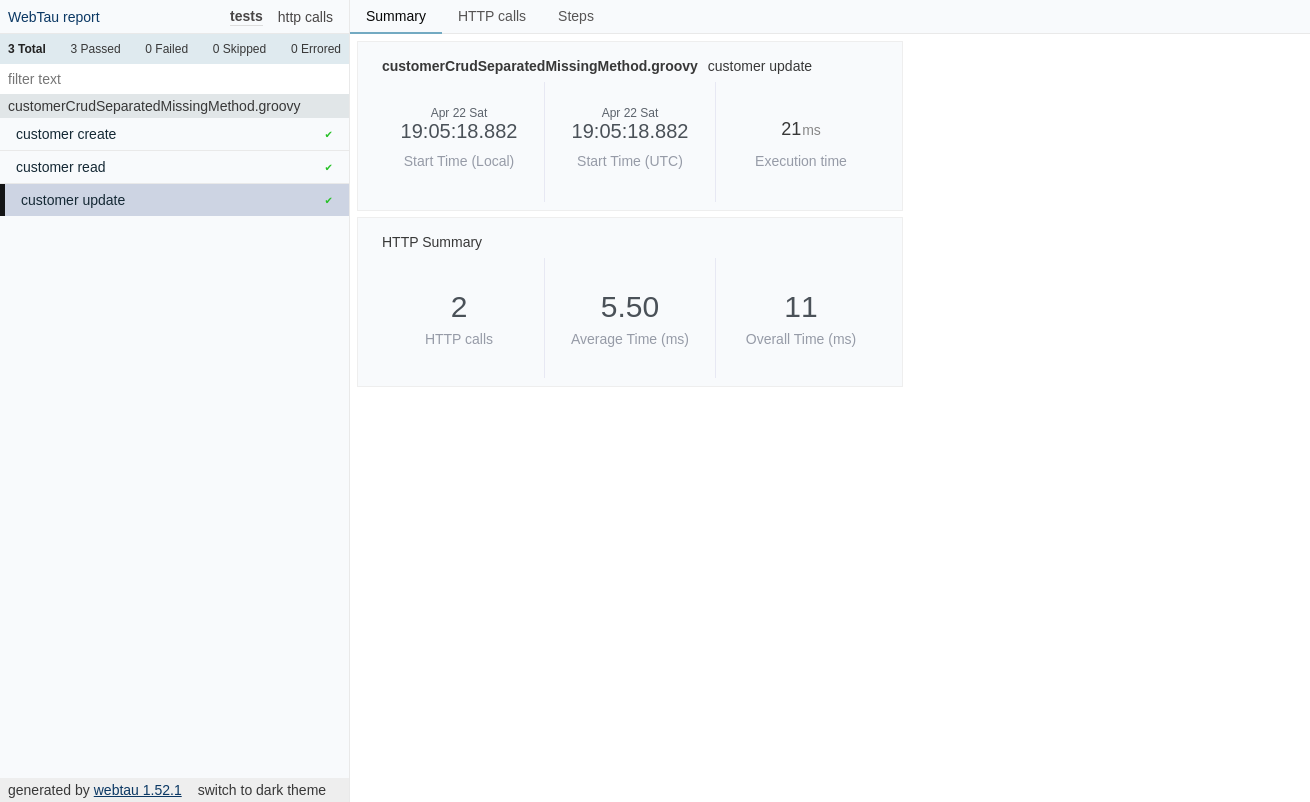 WebTau report tests http calls
3 Total 3 Passed 0 Failed 0 Skipped 0 Errored
filter text
customerCrudSeparatedMissingMethod.groovy
customer create ✔
customer read ✔
customer update ✔
generated by webtau 1.52.1 switch to dark theme
Summary HTTP calls Steps
customerCrudSeparatedMissingMethod.groovy customer update
Apr 22 Sat
19:05:18.882
Start Time (Local)
Apr 22 Sat
19:05:18.882
Start Time (UTC)
21ms
Execution time
HTTP Summary
2
HTTP calls
5.50
Average Time (ms)
11
Overall Time (ms)